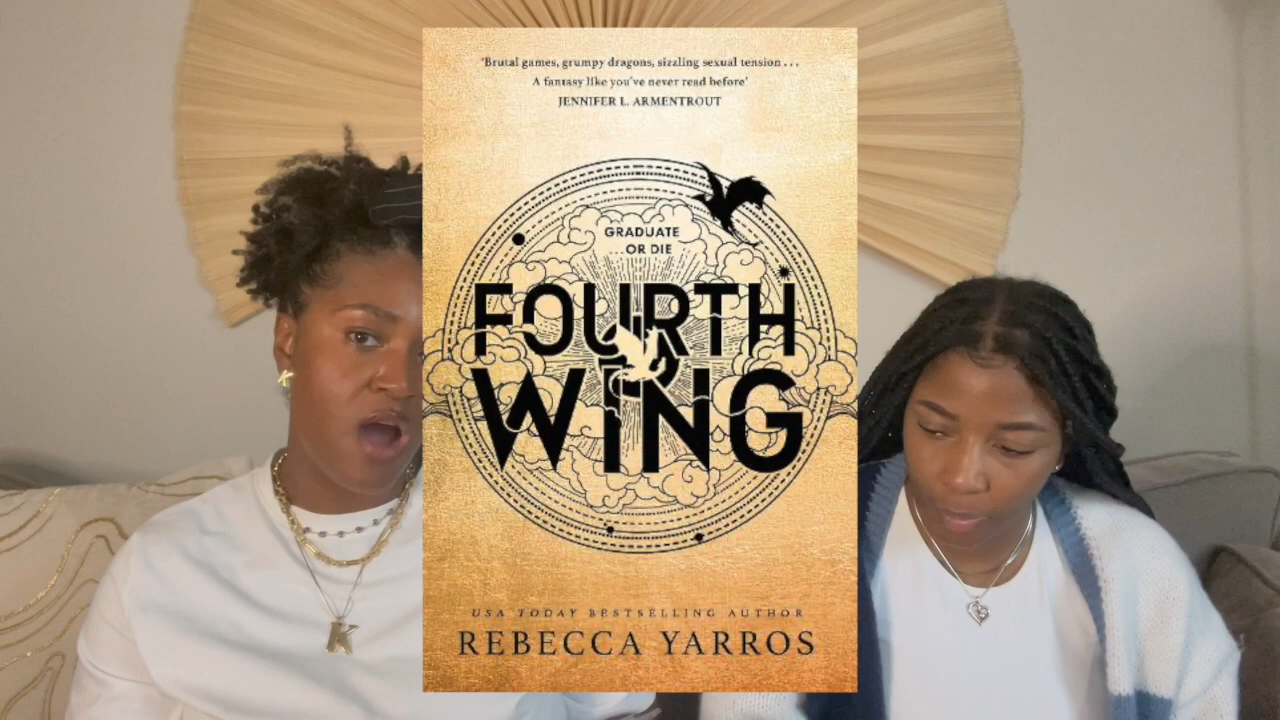 'Brutal games, grumpy dragons, sizzling sexual tension . . .
A fantasy like you've never read before'
JENNIFER L. ARMENTROUT
GRADUATE
...OR DIE
FOURTH
WING
USA TODAY BESTSELLING AUTHOR
REBECCA YARROS
K
K